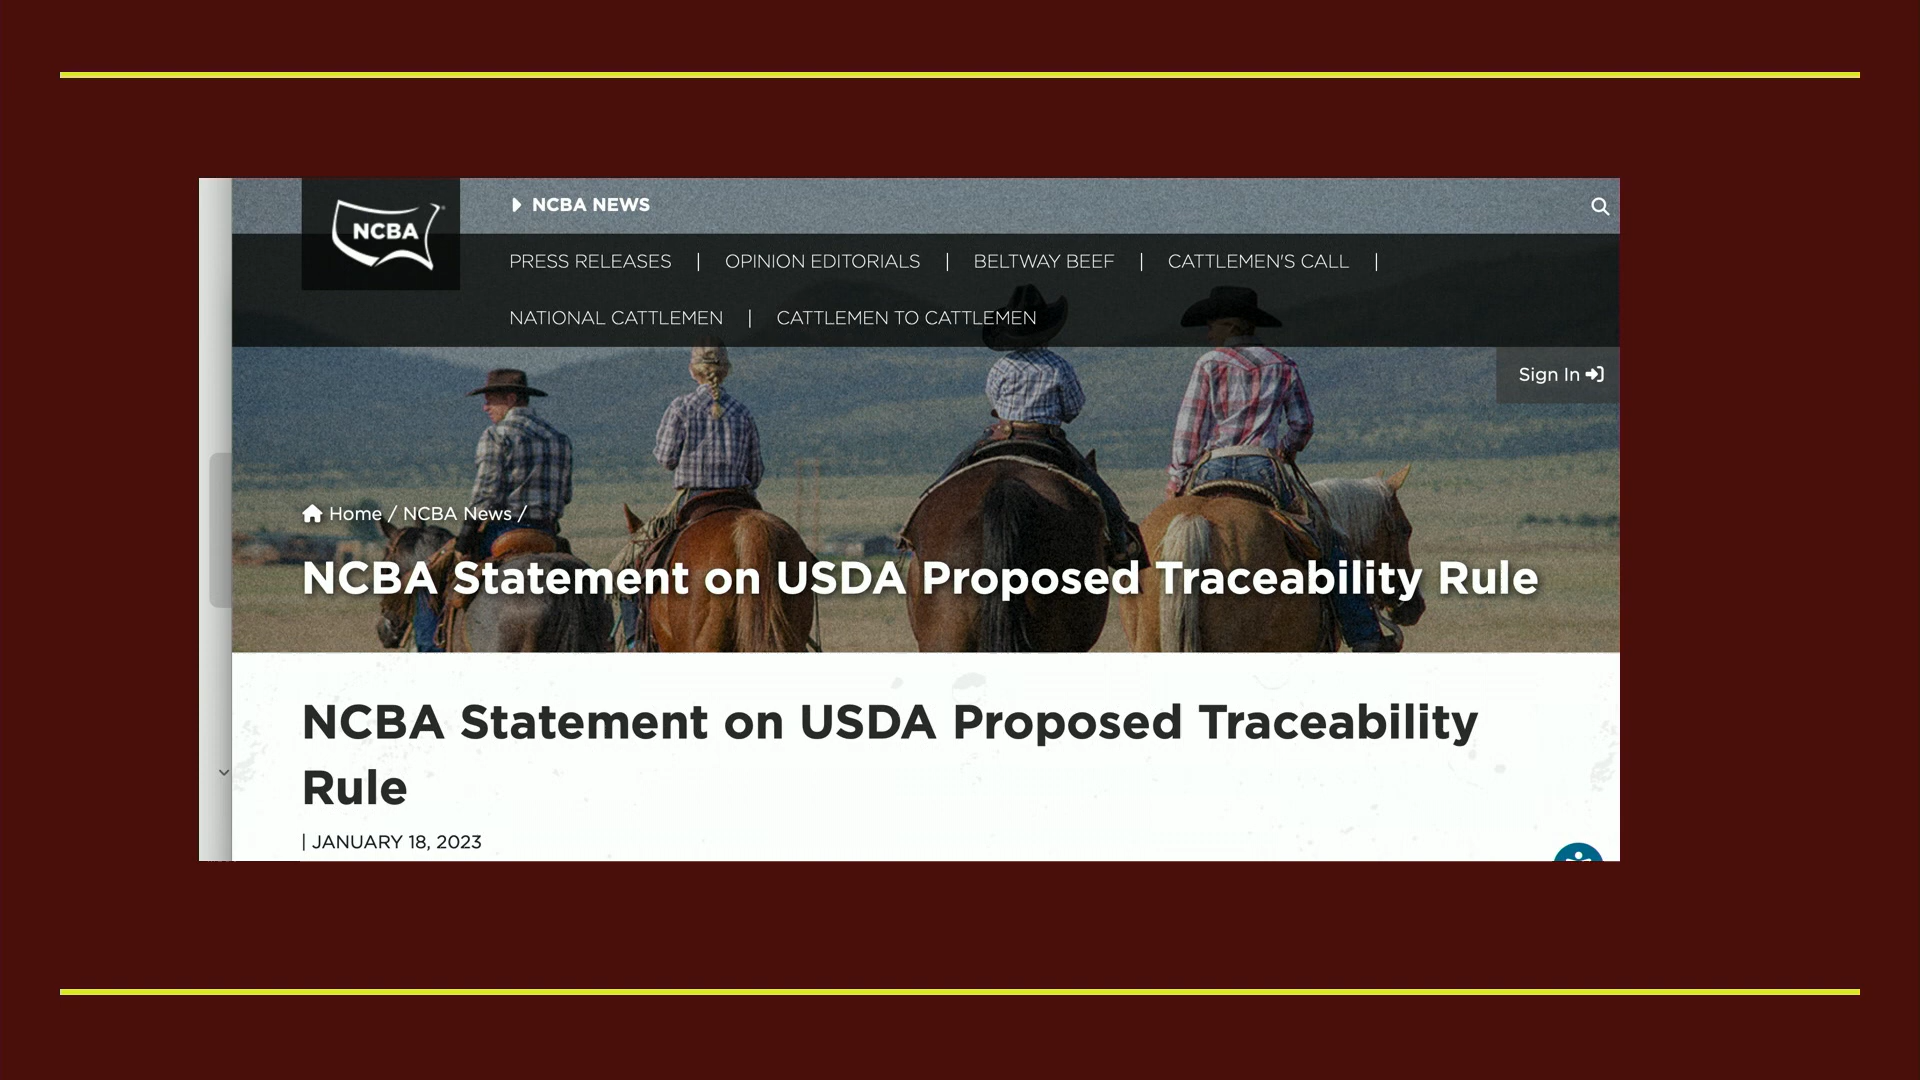 NCBA
NCBA NEWS
PRESS RELEASES | OPINION EDITORIALS | BELTWAY BEEF | CATTLEMEN'S CALL |
NATIONAL CATTLEMEN | CATTLEMEN TO CATTLEMEN
Sign In
Home / NCBA News /
NCBA Statement on USDA Proposed Traceability Rule
NCBA Statement on USDA Proposed Traceability
Rule
| JANUARY 18, 2023